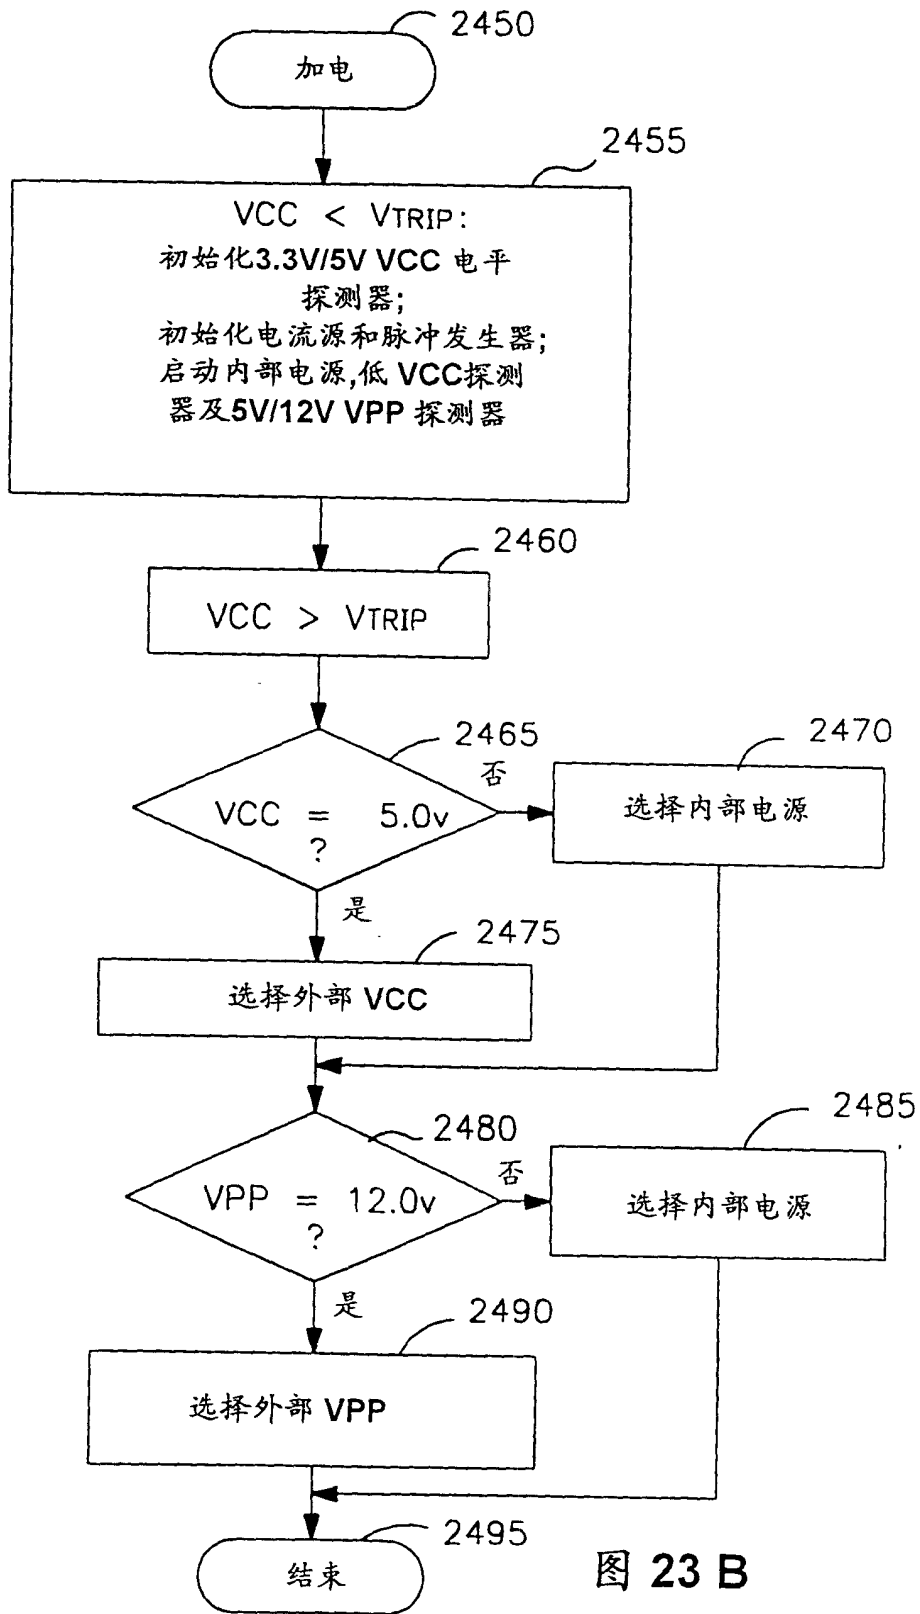 2450
加电
2455
VCC < VTRIP:
初始化3.3V/5V VCC 电平
探测器;
初始化电流源和脉冲发生器;
启动内部电源,低 VCC探测
器及5V/12V VPP 探测器
2460
VCC > VTRIP
2465
否
2470
VCC = 5.0v
?
选择内部电源
是
2475
选择外部 VCC
2480
否
2485
VPP = 12.0v
?
选择内部电源
是
2490
选择外部 VPP
2495
结束
图 23 B